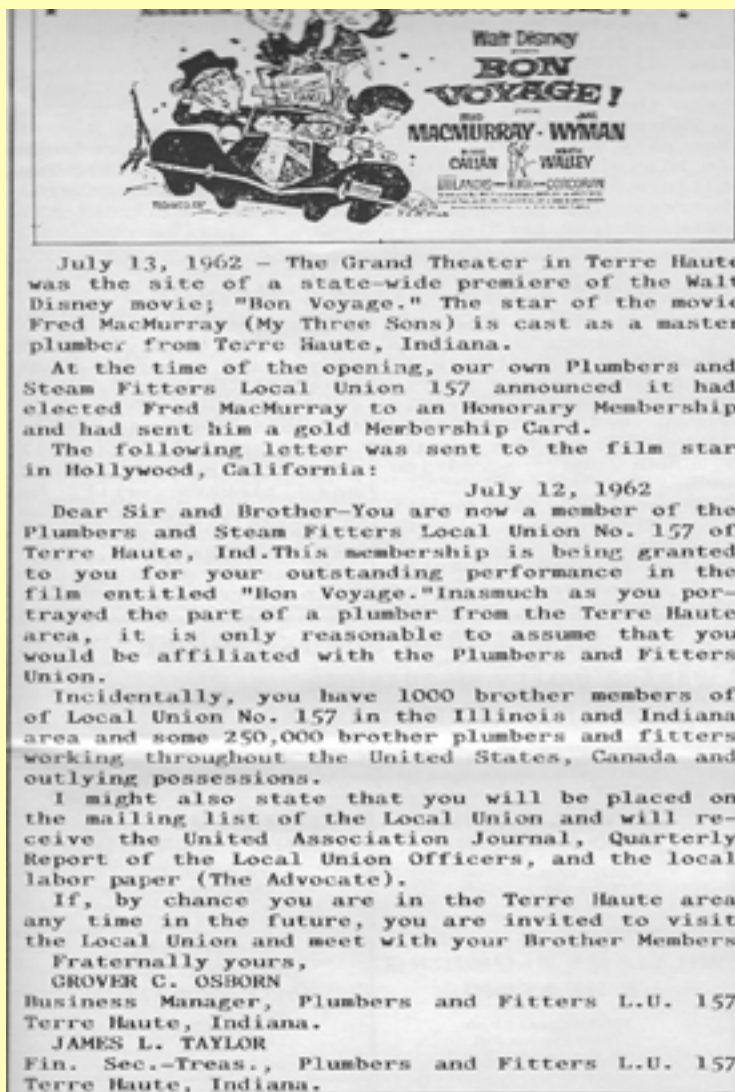 Walt Disney
BON
VOYAGE!
MACMURRAY - WYMAN
CALLAN WALLEY
CORCORAN
July 13, 1962 - The Grand Theater in Terre Haute
was the site of a state-wide premiere of the Walt
Disney movie; "Bon Voyage." The star of the movie
Fred MacMurray (My Three Sons) is cast as a master
plumber from Terre Haute, Indiana.
At the time of the opening, our own Plumbers and
Steam Fitters Local Union 157 announced it had
elected Fred MacMurray to an Honorary Membership
and had sent him a gold Membership Card.
The following letter was sent to the film star
in Hollywood, California:
July 12, 1962
Dear Sir and Brother-You are now a member of the
Plumbers and Steam Fitters Local Union No. 157 of
Terre Haute, Ind.This membership is being granted
to you for your outstanding performance in the
film entitled "Bon Voyage."Inasmuch as you por-
trayed the part of a plumber from the Terre Haute
area, it is only reasonable to assume that you
would be affiliated with the Plumbers and Fitters
Union.
Incidentally, you have 1000 brother members of
of Local Union No. 157 in the Illinois and Indiana
area and some 250,000 brother plumbers and fitters
working throughout the United States, Canada and
outlying possessions.
I might also state that you will be placed on
the mailing list of the Local Union and will re-
ceive the United Association Journal, Quarterly
Report of the Local Union Officers, and the local
labor paper (The Advocate).
If, by chance you are in the Terre Haute area
any time in the future, you are invited to visit
the Local Union and meet with your Brother Members
Fraternally yours,
GROVER C. OSBORN
Business Manager, Plumbers and Fitters L.U. 157
Terre Haute, Indiana.
JAMES L. TAYLOR
Fin. Sec.-Treas., Plumbers and Fitters L.U. 157
Terre Haute, Indiana.